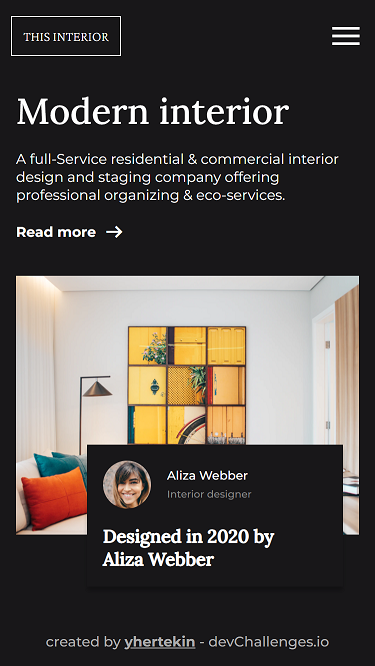 THIS INTERIOR
Modern interior
A full-Service residential & commercial interior
design and staging company offering
professional organizing & eco-services.
Read more
Aliza Webber
Interior designer
Designed in 2020 by
Aliza Webber
created by yhertekin - devChallenges.io